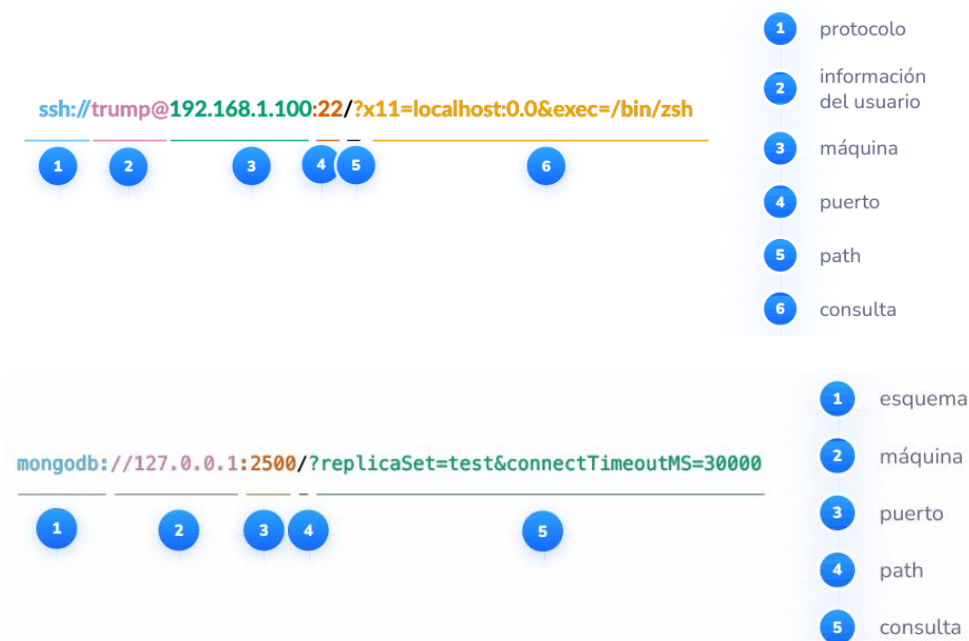 1 protocolo
2 información
del usuario
3 máquina
4 puerto
5 path
6 consulta
ssh://trump@192.168.1.100:22/?x11=localhost:0.0&exec=/bin/zsh
1 2 3 4 5 6
1 esquema
2 máquina
3 puerto
4 path
5 consulta
mongodb://127.0.0.1:2500/?replicaSet=test&connectTimeoutMS=30000
1 2 3 4 5